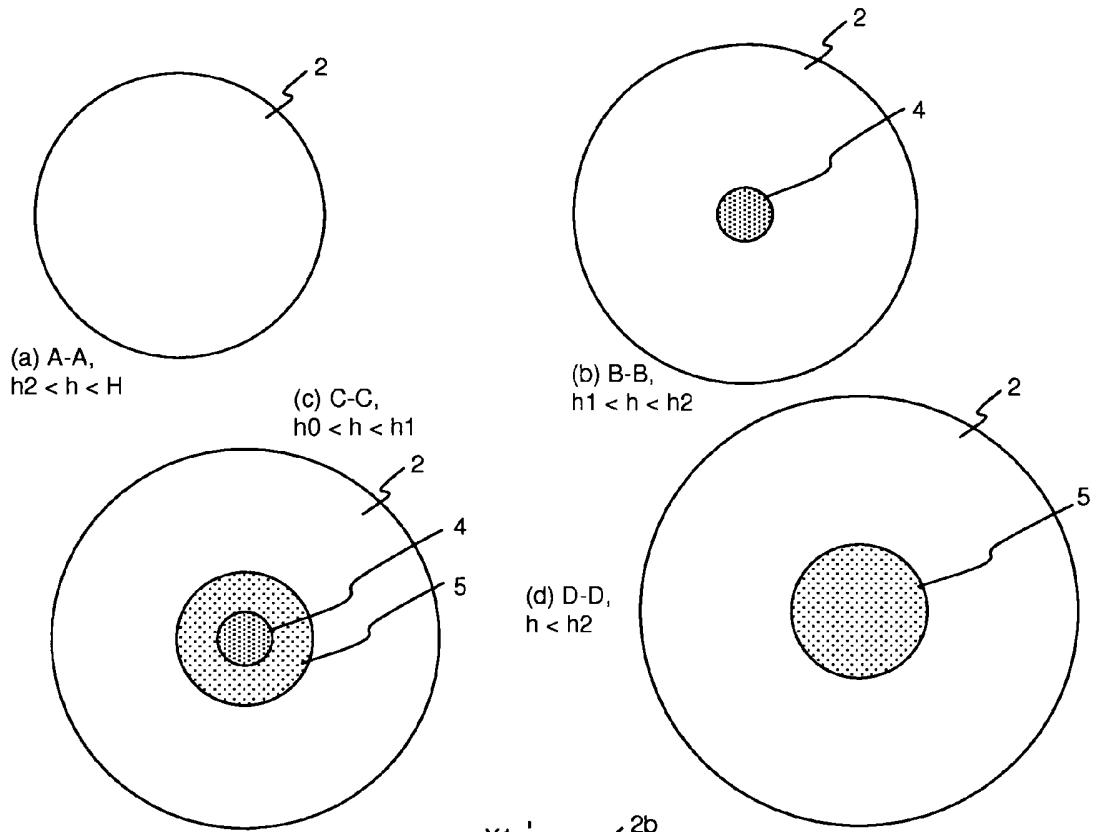 2
2
4
(a) A-A,
h2 < h < H
(b) B-B,
h1 < h < h2
(c) C-C,
h0 < h < h1
2
4
5
2
5
(d) D-D,
h < h2
2b